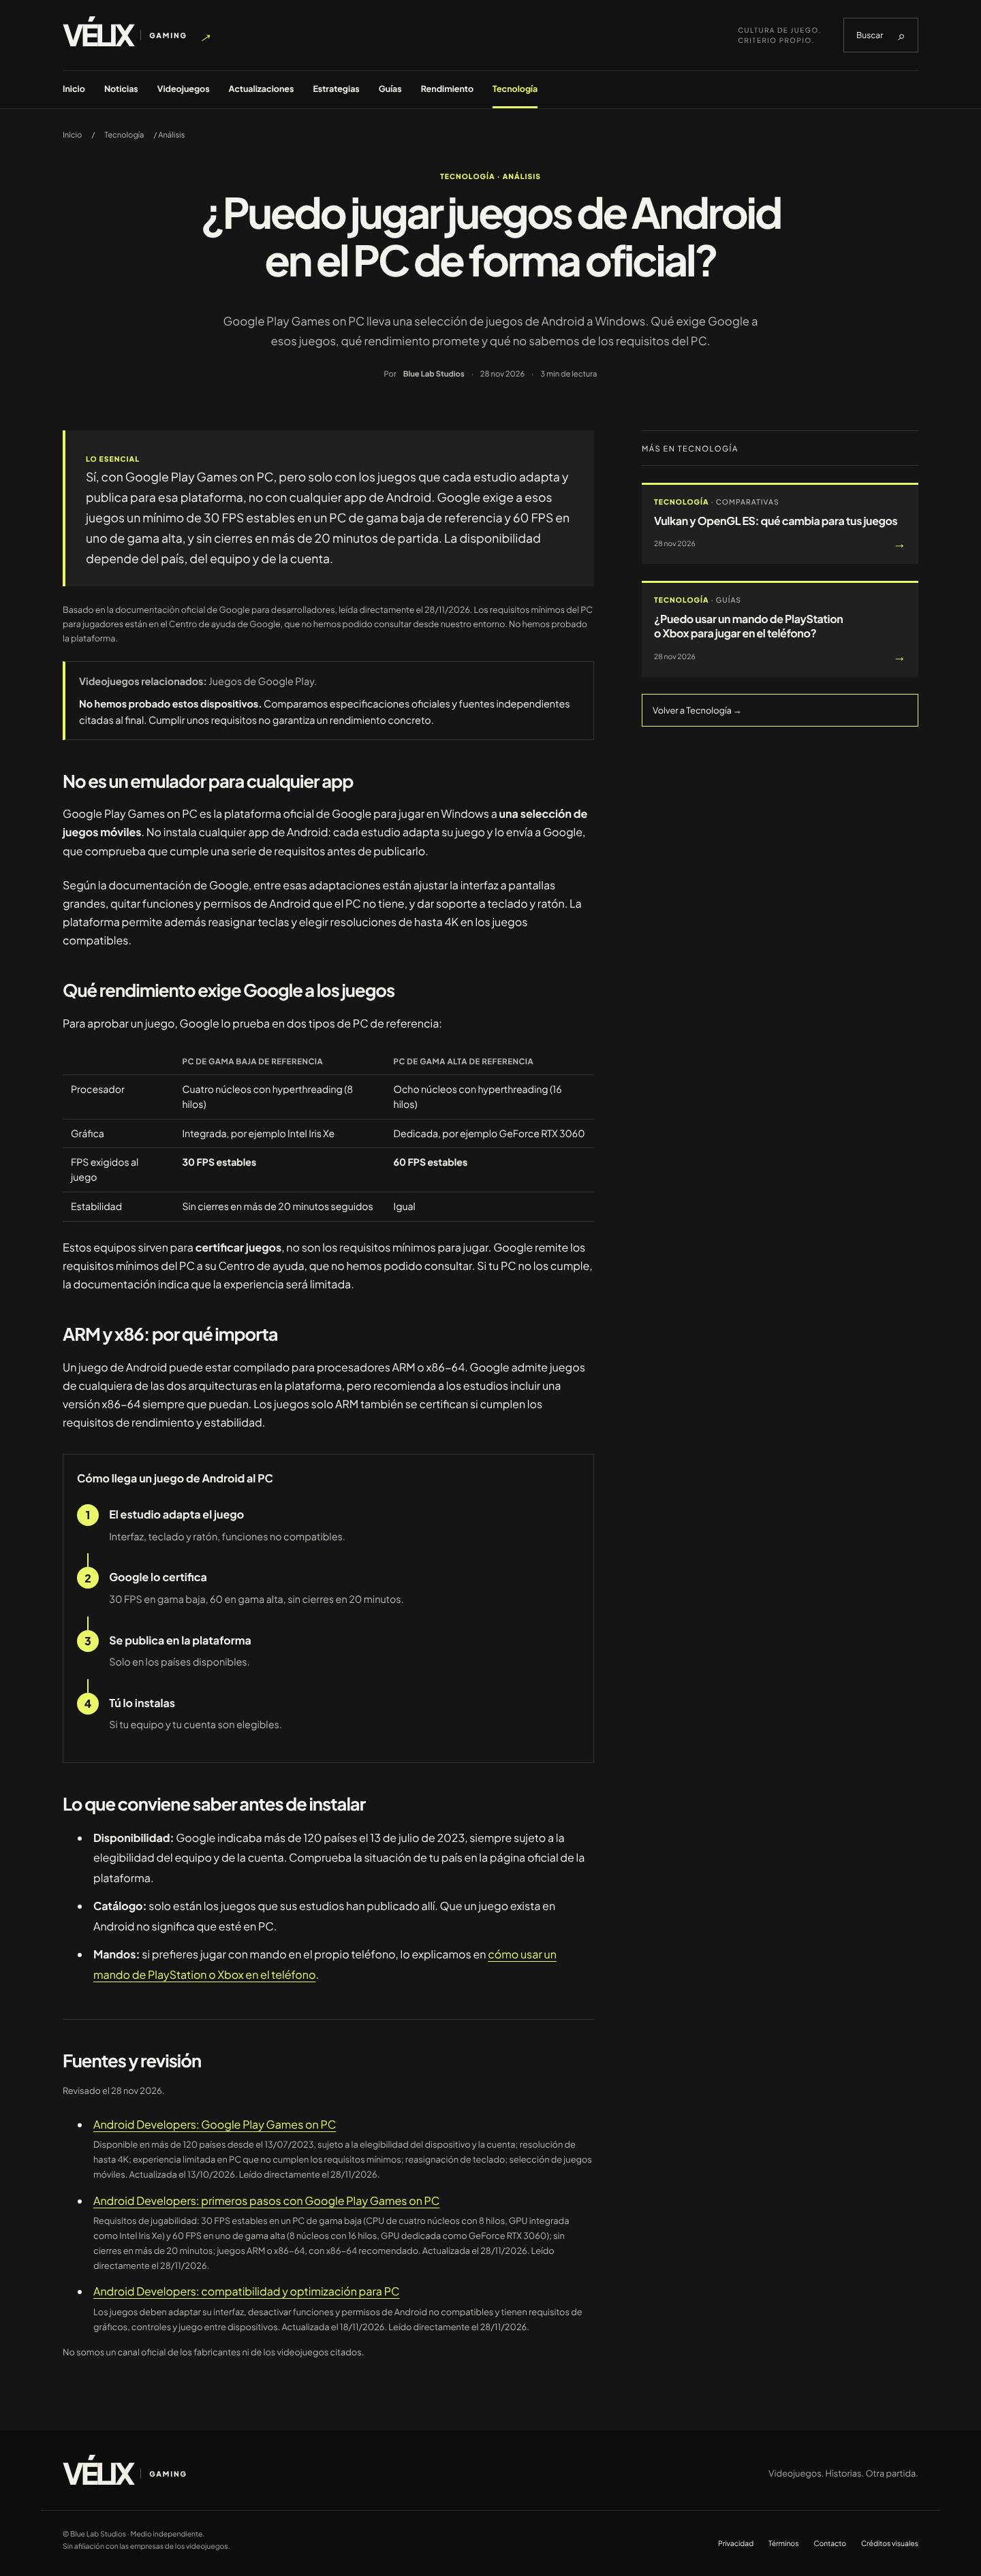 VÉLIX GAMING
CULTURA DE JUEGO.
CRITERIO PROPIO.
Buscar
Inicio Noticias Videojuegos Actualizaciones Estrategias Guías Rendimiento Tecnología
Inicio / Tecnología / Análisis
TECNOLOGÍA · ANÁLISIS
¿Puedo jugar juegos de Android
en el PC de forma oficial?
Google Play Games on PC lleva una selección de juegos de Android a Windows. Qué exige Google a
esos juegos, qué rendimiento promete y qué no sabemos de los requisitos del PC.
Por Blue Lab Studios · 28 nov 2026 · 3 min de lectura
LO ESENCIAL
Sí, con Google Play Games on PC, pero solo con los juegos que cada estudio adapta y
publica para esa plataforma, no con cualquier app de Android. Google exige a esos
juegos un mínimo de 30 FPS estables en un PC de gama baja de referencia y 60 FPS en
uno de gama alta, y sin cierres en más de 20 minutos de partida. La disponibilidad
depende del país, del equipo y de la cuenta.
Basado en la documentación oficial de Google para desarrolladores, leída directamente el 28/11/2026. Los requisitos mínimos del PC
para jugadores están en el Centro de ayuda de Google, que no hemos podido consultar desde nuestro entorno. No hemos probado
la plataforma.
Videojuegos relacionados: Juegos de Google Play.
No hemos probado estos dispositivos. Comparamos especificaciones oficiales y fuentes independientes
citadas al final. Cumplir unos requisitos no garantiza un rendimiento concreto.
No es un emulador para cualquier app
Google Play Games on PC es la plataforma oficial de Google para jugar en Windows a una selección de
juegos móviles. No instala cualquier app de Android: cada estudio adapta su juego y lo envía a Google,
que comprueba que cumple una serie de requisitos antes de publicarlo.
Según la documentación de Google, entre esas adaptaciones están ajustar la interfaz a pantallas
grandes, quitar funciones y permisos de Android que el PC no tiene, y dar soporte a teclado y ratón. La
plataforma permite además reasignar teclas y elegir resoluciones de hasta 4K en los juegos
compatibles.
Qué rendimiento exige Google a los juegos
Para aprobar un juego, Google lo prueba en dos tipos de PC de referencia:
PC DE GAMA BAJA DE REFERENCIA PC DE GAMA ALTA DE REFERENCIA
Procesador Cuatro núcleos con hyperthreading (8 Ocho núcleos con hyperthreading (16
hilos) hilos)
Gráfica Integrada, por ejemplo Intel Iris Xe Dedicada, por ejemplo GeForce RTX 3060
FPS exigidos al 30 FPS estables 60 FPS estables
juego
Estabilidad Sin cierres en más de 20 minutos seguidos Igual
Estos equipos sirven para certificar juegos, no son los requisitos mínimos para jugar. Google remite los
requisitos mínimos del PC a su Centro de ayuda, que no hemos podido consultar. Si tu PC no los cumple,
la documentación indica que la experiencia será limitada.
ARM y x86: por qué importa
Un juego de Android puede estar compilado para procesadores ARM o x86-64. Google admite juegos
de cualquiera de las dos arquitecturas en la plataforma, pero recomienda a los estudios incluir una
versión x86-64 siempre que puedan. Los juegos solo ARM también se certifican si cumplen los
requisitos de rendimiento y estabilidad.
Cómo llega un juego de Android al PC
1 El estudio adapta el juego
Interfaz, teclado y ratón, funciones no compatibles.
2 Google lo certifica
30 FPS en gama baja, 60 en gama alta, sin cierres en 20 minutos.
3 Se publica en la plataforma
Solo en los países disponibles.
4 Tú lo instalas
Si tu equipo y tu cuenta son elegibles.
Lo que conviene saber antes de instalar
• Disponibilidad: Google indicaba más de 120 países el 13 de julio de 2023, siempre sujeto a la
elegibilidad del equipo y de la cuenta. Comprueba la situación de tu país en la página oficial de la
plataforma.
• Catálogo: solo están los juegos que sus estudios han publicado allí. Que un juego exista en
Android no significa que esté en PC.
• Mandos: si prefieres jugar con mando en el propio teléfono, lo explicamos en cómo usar un
mando de PlayStation o Xbox en el teléfono.
Fuentes y revisión
Revisado el 28 nov 2026.
• Android Developers: Google Play Games on PC
Disponible en más de 120 países desde el 13/07/2023, sujeto a la elegibilidad del dispositivo y la cuenta; resolución de
hasta 4K; experiencia limitada en PC que no cumplen los requisitos mínimos; reasignación de teclado; selección de juegos
móviles. Actualizada el 13/10/2026. Leído directamente el 28/11/2026.
• Android Developers: primeros pasos con Google Play Games on PC
Requisitos de jugabilidad: 30 FPS estables en un PC de gama baja (CPU de cuatro núcleos con 8 hilos, GPU integrada
como Intel Iris Xe) y 60 FPS en uno de gama alta (8 núcleos con 16 hilos, GPU dedicada como GeForce RTX 3060); sin
cierres en más de 20 minutos; juegos ARM o x86-64, con x86-64 recomendado. Actualizada el 28/11/2026. Leído
directamente el 28/11/2026.
• Android Developers: compatibilidad y optimización para PC
Los juegos deben adaptar su interfaz, desactivar funciones y permisos de Android no compatibles y tienen requisitos de
gráficos, controles y juego entre dispositivos. Actualizada el 18/11/2026. Leído directamente el 28/11/2026.
No somos un canal oficial de los fabricantes ni de los videojuegos citados.
MÁS EN TECNOLOGÍA
TECNOLOGÍA · COMPARATIVAS
Vulkan y OpenGL ES: qué cambia para tus juegos
28 nov 2026 →
TECNOLOGÍA · GUÍAS
¿Puedo usar un mando de PlayStation
o Xbox para jugar en el teléfono?
28 nov 2026 →
Volver a Tecnología →
VÉLIX GAMING
Videojuegos. Historias. Otra partida.
© Blue Lab Studios · Medio independiente.
Sin afiliación con las empresas de los videojuegos.
Privacidad Términos Contacto Créditos visuales